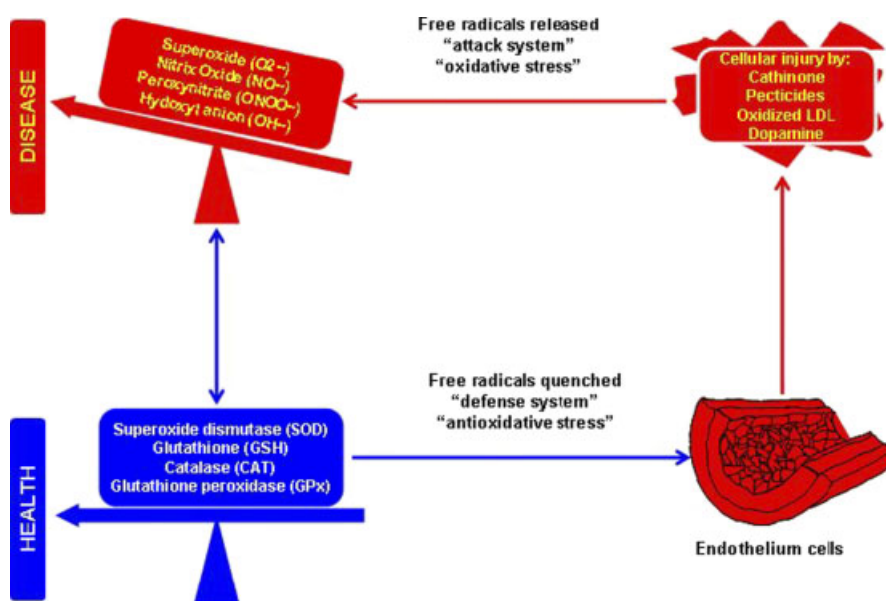 DISEASE
Superoxide (O2--)
Nitrix Oxide (NO--)
Peroxynitrite (ONOO--)
Hydoxyl anion (OH--)
Free radicals released
“attack system”
“oxidative stress”
Cellular injury by:
Cathinone
Pecticides
Oxidized LDL
Dopamine
HEALTH
Superoxide dismutase (SOD)
Glutathione (GSH)
Catalase (CAT)
Glutathione peroxidase (GPx)
Free radicals quenched
“defense system”
“antioxidative stress”
Endothelium cells